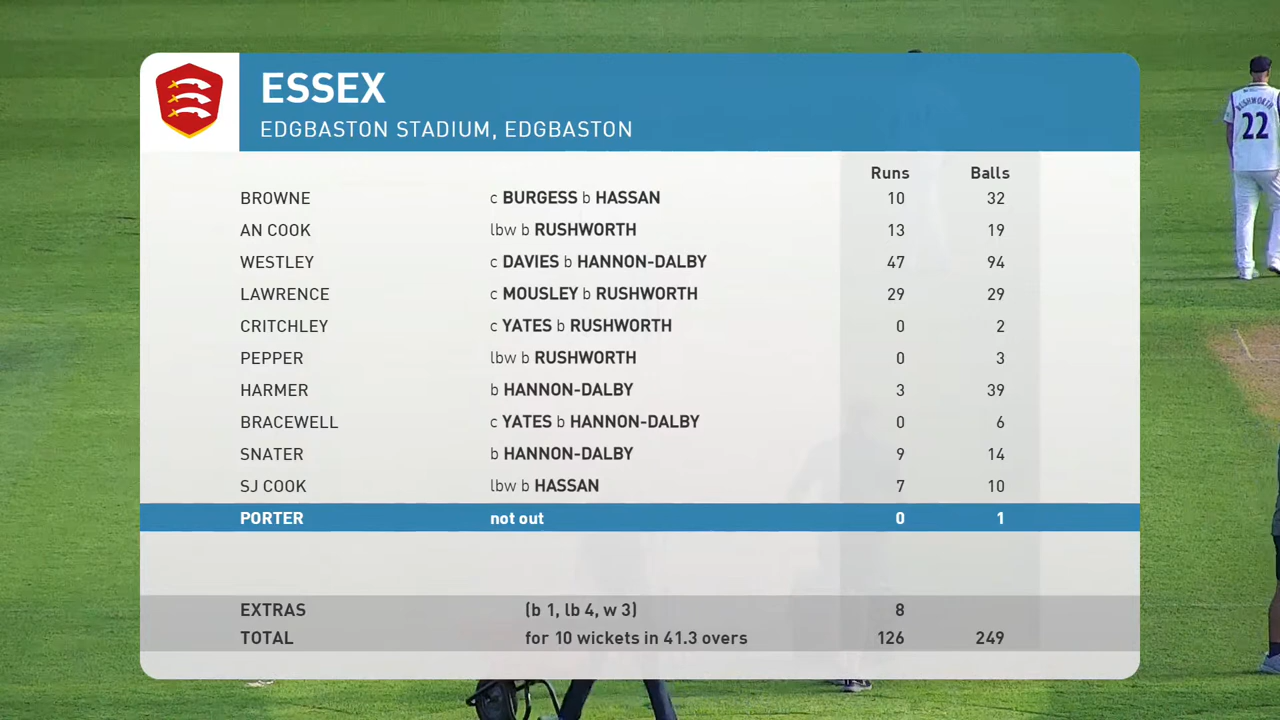 ESSEX
EDGBASTON STADIUM, EDGBASTON
Runs Balls
BROWNE c BURGESS b HASSAN 10 32
AN COOK lbw b RUSHWORTH 13 19
WESTLEY c DAVIES b HANNON-DALBY 47 94
LAWRENCE c MOUSLEY b RUSHWORTH 29 29
CRITCHLEY c YATES b RUSHWORTH 0 2
PEPPER lbw b RUSHWORTH 0 3
HARMER b HANNON-DALBY 3 39
BRACEWELL c YATES b HANNON-DALBY 0 6
SNATER b HANNON-DALBY 9 14
SJ COOK lbw b HASSAN 7 10
PORTER not out 0 1
EXTRAS (b 1, lb 4, w 3) 8
TOTAL for 10 wickets in 41.3 overs 126 249
RUSHWORTH
22